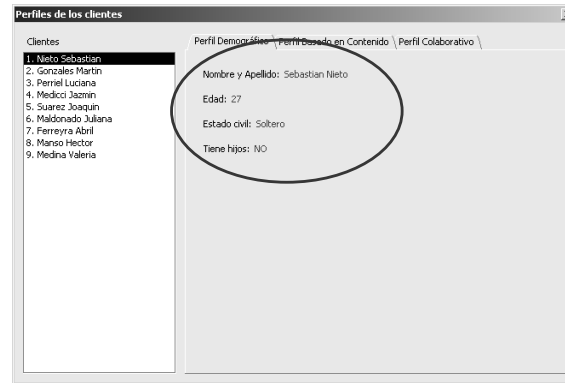 Perfiles de los clientes
Clientes
1. Nieto Sebastian
2. Gonzales Martin
3. Perriel Luciana
4. Medicci Jazmin
5. Suarez Joaquin
6. Maldonado Juliana
7. Ferreyra Abril
8. Manso Hector
9. Medina Valeria
Perfil Demográfico Perfil Basado en Contenido Perfil Colaborativo
Nombre y Apellido: Sebastian Nieto
Edad: 27
Estado civil: Soltero
Tiene hijos: NO